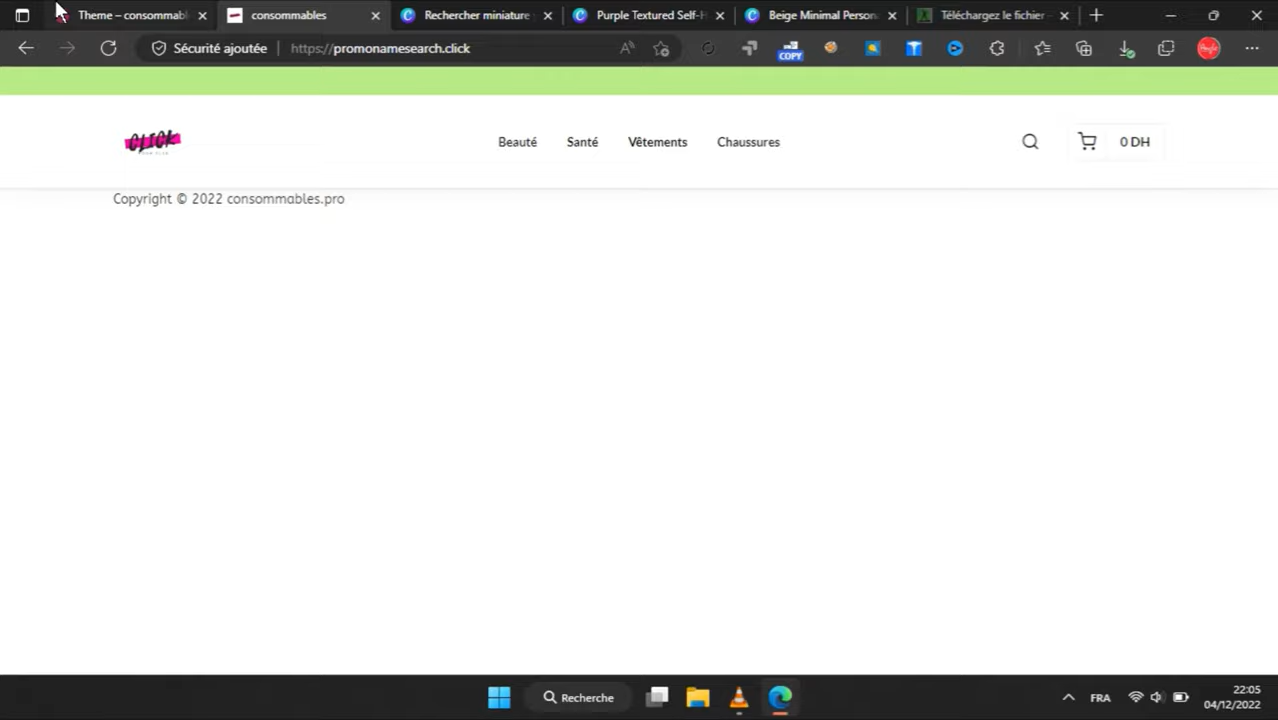 Theme – consommabl
consommables
Rechercher miniature
Purple Textured Self-H
Beige Minimal Person
Téléchargez le fichier –
Sécurité ajoutée
https://promonamesearch.click
COPY
CLICK
Beauté
Santé
Vêtements
Chaussures
0 DH
Copyright © 2022 consommables.pro
Recherche
FRA
22:05
04/12/2022